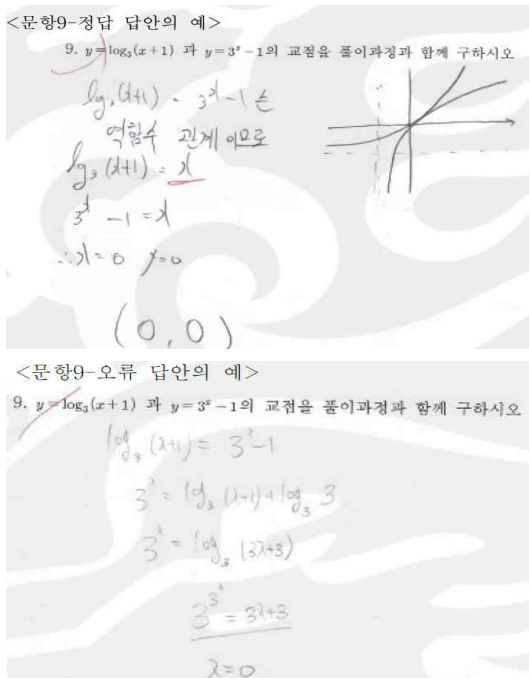 <문항9-정답 답안의 예>
9. y=log₃(x+1) 과 y=3ˣ-1의 교점을 풀이과정과 함께 구하시오
log₃(x+1) = 3ˣ-1 은
역함수 관계 이므로
log₃(x+1) = x
3ˣ -1 = x
∴x=0 y=0
(0,0)
<문항9-오류 답안의 예>
9. y=log₃(x+1) 과 y=3ˣ-1의 교점을 풀이과정과 함께 구하시오
log₃(x+1) = 3ˣ-1
3ˣ = log₃(x+1)+log₃3
3ˣ = log₃(3x+3)
3^3ˣ = 3x+3
x=0